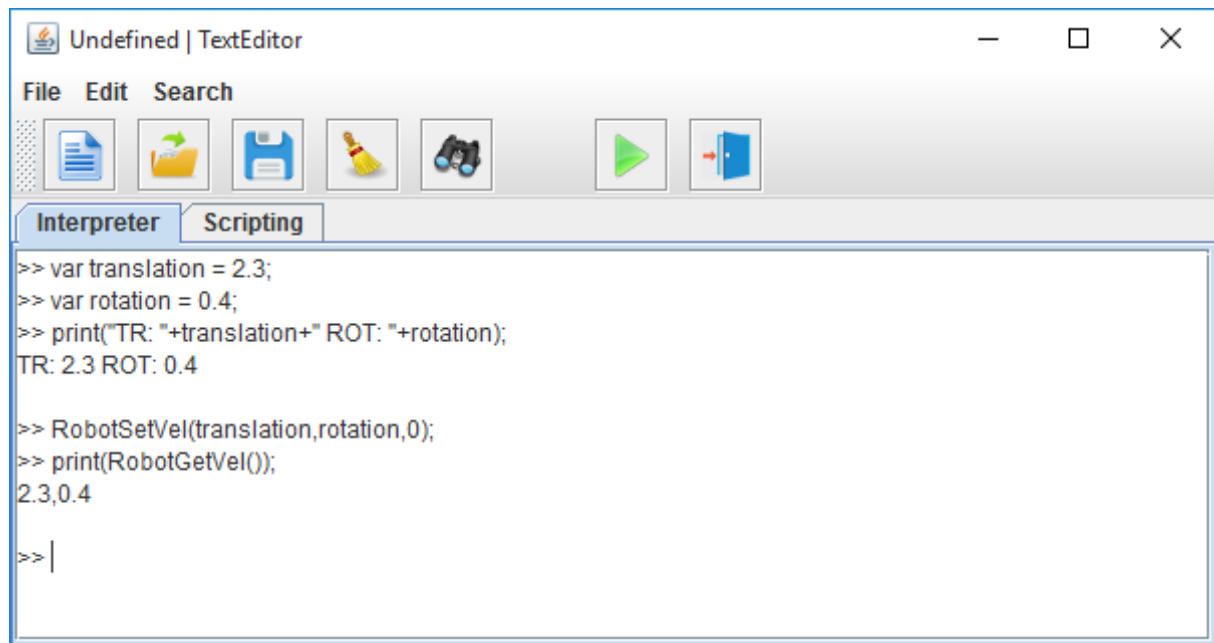 Undefined | TextEditor
File Edit Search
Interpreter Scripting
>> var translation = 2.3;
>> var rotation = 0.4;
>> print("TR: "+translation+" ROT: "+rotation);
TR: 2.3 ROT: 0.4
>> RobotSetVel(translation,rotation,0);
>> print(RobotGetVel());
2.3,0.4
>>